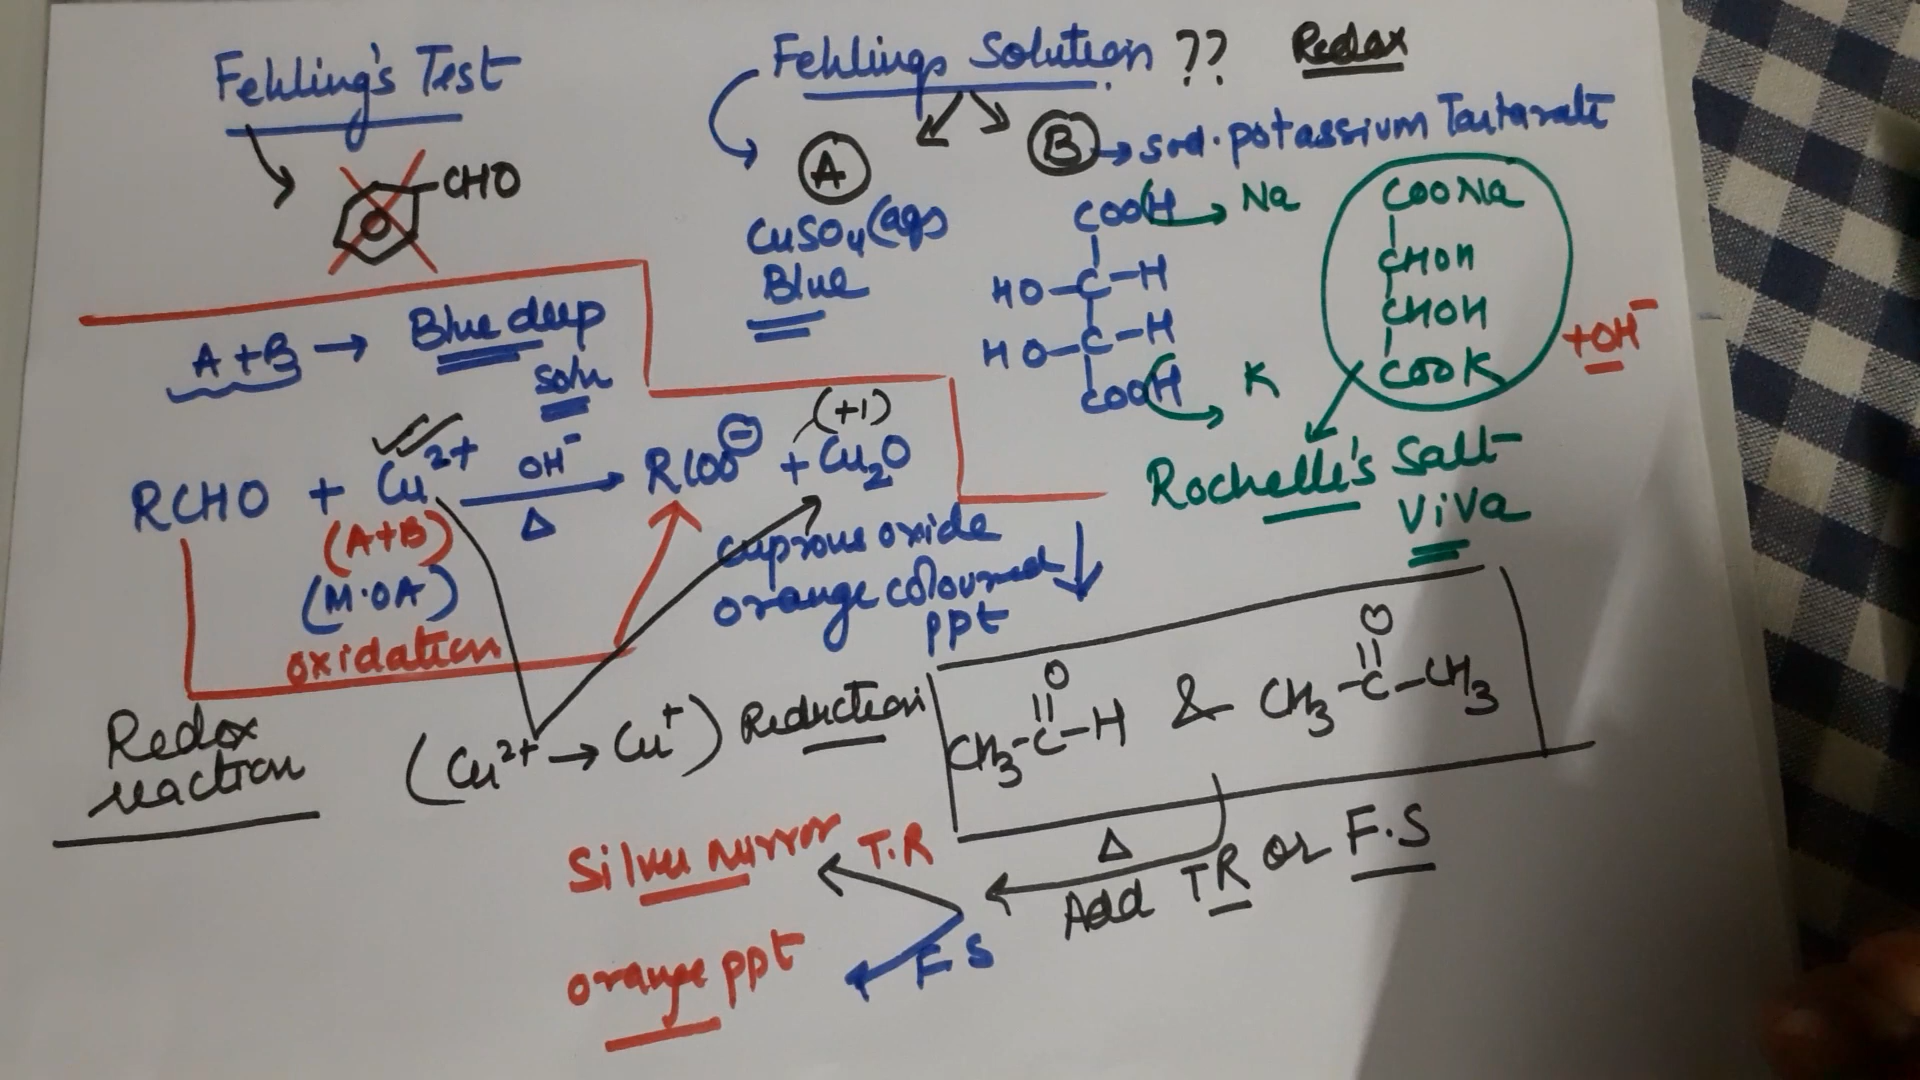 Fehling's Test
CHO
Fehlings Solution ?? Redox
A
B → sod. potassium Tartarate
CuSO4(aq)
Blue
COOH → Na
HO-C-H
HO-C-H
COOH → K
COONa
CHOH
CHOH
COOK
+OH⁻
Rochelle's Salt
Viva
A+B → Blue deep
soln
RCHO + Cu²⁺ OH⁻ Δ → RCOO⊖ + Cu₂O
(+1)
(A+B)
(M.OA)
oxidation
cuprous oxide
orange coloured ↓
ppt
Redox
reaction
(Cu²⁺ → Cu⁺) Reduction
O
CH₃-C-H & CH₃-C-CH₃
O
Δ
Add TR or F.S
Silver mirror T.R
orange ppt F.S